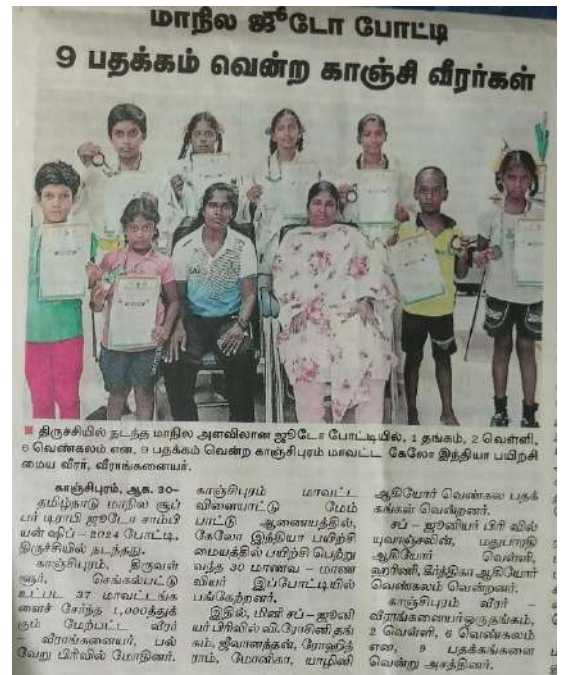 மாநில ஜூடோ போட்டி
9 பதக்கம் வென்ற காஞ்சி வீரர்கள்
திருச்சியில் நடந்த மாநில அளவிலான ஜூடோ போட்டியில், 1 தங்கம், 2 வெள்ளி,
6 வெண்கலம் என, 9 பதக்கம் வென்ற காஞ்சிபுரம் மாவட்ட கேலோ இந்தியா பயிற்சி
மைய வீரர், வீராங்கனையர்.
காஞ்சிபுரம், ஆக. 30–
தமிழ்நாடு மாநில சூப்
பர் டிராபி ஜூடோ சாம்பி
யன் ஷிப் – 2024 போட்டி,
திருச்சியில் நடந்தது.
காஞ்சிபுரம், திருவள்
ளூர், செங்கல்பட்டு
உட்பட 37 மாவட்டங்க
ளைச் சேர்ந்த 1,000த்துக்
கும் மேற்பட்ட வீரர்
– வீராங்கனையர், பல்
வேறு பிரிவில் மோதினர்.
காஞ்சிபுரம் மாவட்ட
விளையாட்டு மேம்
பாட்டு ஆணையத்தில்,
கேலோ இந்தியா பயிற்சி
மையத்தில் பயிற்சி பெற்று
வந்த 30 மாணவ – மாண
வியர் இப்போட்டியில்
பங்கேற்றனர்.
இதில், மினி சப் – ஜூனி
யர் பிரிவில் வி.ரோசினி தங்
கம், ஜீவானந்தன், ரோஹித்
ராம், மோனிகா, யாழினி
ஆகியோர் வெண்கல பதக்
கங்கள் வென்றனர்.
சப் – ஜூனியர் பிரி வில்
யுவாஞ்சலின், மதுபாரதி
ஆகியோர் வெள்ளி,
ஹரிணி, கீர்த்திகா ஆகியோர்
வெண்கலம் வென்றனர்.
காஞ்சிபுரம் வீரர் –
வீராங்கனையர் ஒரு தங்கம்,
2 வெள்ளி, 6 வெண்கலம்
என, 9 பதக்கங்களை
வென்று அசத்தினர்.